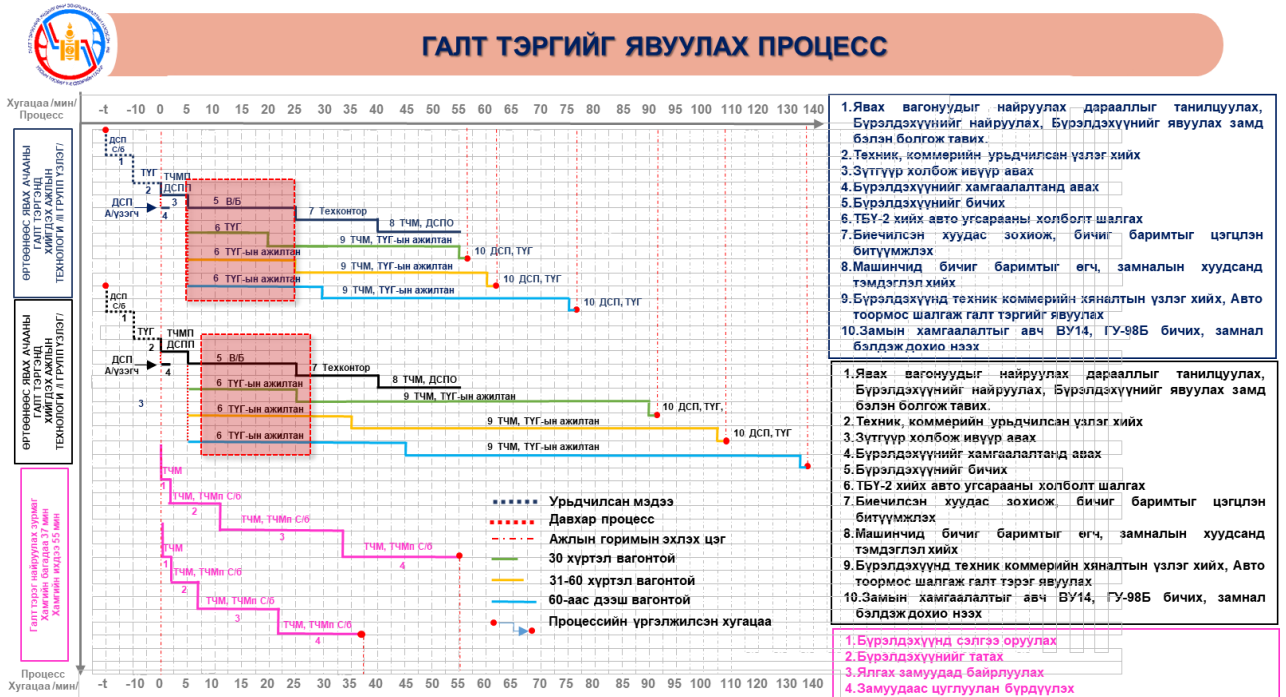 ГАЛТ ТЭРГИЙГ ЯВУУЛАХ ПРОЦЕСС
Хугацаа /мин/
Процесс
-t -10 0 5 10 15 20 25 30 35 40 45 50 55 60 65 70 75 80 85 90 95 100 105 110 115 120 125 130 140
ӨРТӨӨНӨӨС ЯВАХ АЧААНЫ
ГАЛТ ТЭРГЭНД
ХИЙГДЭХ АЖЛЫН
ТЕХНОЛОГИ /II ГРУПП ҮЗЛЭГ/
ДСП
С/б
1
ТҮГ
2
ТЧМП
ДСПП
3
ДСП
А/үзэгч
4
5 В/Б
7 Техконтор
8 ТЧМ, ДСПО
6 ТҮГ
9 ТЧМ, ТҮГ-ын ажилтан
10 ДСП, ТҮГ
6 ТҮГ-ын ажилтан
9 ТЧМ, ТҮГ-ын ажилтан
10 ДСП, ТҮГ
6 ТҮГ-ын ажилтан
9 ТЧМ, ТҮГ-ын ажилтан
10 ДСП, ТҮГ
ӨРТӨӨНӨӨС ЯВАХ АЧААНЫ
ГАЛТ ТЭРГЭНД
ХИЙГДЭХ АЖЛЫН
ТЕХНОЛОГИ /I ГРУПП ҮЗЛЭГ/
ДСП
С/б
1
ТҮГ
2
ТЧМП
ДСПП
ДСП
А/үзэгч
4
3
5 В/Б
7 Техконтор
8 ТЧМ, ДСПО
6 ТҮГ-ын ажилтан
9 ТЧМ, ТҮГ-ын ажилтан
10 ДСП, ТҮГ,
6 ТҮГ-ын ажилтан
9 ТЧМ, ТҮГ-ын ажилтан
10 ДСП, ТҮГ
6 ТҮГ-ын ажилтан
9 ТЧМ, ТҮГ-ын ажилтан
Галт тэрэг найруулах зурмаг
Хамгийн багадаа 37 мин
Хамгийн ихдээ 55 мин
ТЧМ
1
ТЧМ, ТЧМп С/б
2
ТЧМ, ТЧМп С/б
3
ТЧМ, ТЧМп С/б
4
ТЧМ
1
ТЧМ, ТЧМп С/б
2
ТЧМ, ТЧМп С/б
3
ТЧМ, ТЧМп С/б
4
Урьдчилсан мэдээ
Давхар процесс
Ажлын горимын эхлэх цэг
30 хүртэл вагонтой
31-60 хүртэл вагонтой
60-аас дээш вагонтой
Процессийн үргэлжилсэн хугацаа
Процесс
Хугацаа /мин/
-t -10 0 5 10 15 20 25 30 35 40 45 50 55 60 65 70 75 80 85 90 95 100 105 110 115 120 125 130 140
1.Явах вагонуудыг найруулах дарааллыг танилцуулах,
Бүрэлдэхүүнийг найруулах, Бүрэлдэхүүнийг явуулах замд
бэлэн болгож тавих.
2.Техник, коммерийн урьдчилсан үзлэг хийх
3.Зүтгүүр холбож ивүүр авах
4.Бүрэлдэхүүнийг хамгаалалтанд авах
5.Бүрэлдэхүүнийг бичих
6.ТБҮ-2 хийх авто угсарааны холболт шалгах
7.Биечилсэн хуудас зохиож, бичиг баримтыг цэгцлэн
битүүмжлэх
8.Машинчид бичиг баримтыг өгч, замналын хуудсанд
тэмдэглэл хийх
9.Бүрэлдэхүүнд техник коммерийн хяналтын үзлэг хийх, Авто
тоормос шалгаж галт тэргийг явуулах
10.Замын хамгаалалтыг авч ВУ14, ГУ-98Б бичих, замнал
бэлдэж дохио нээх
1.Явах вагонуудыг найруулах дарааллыг танилцуулах,
Бүрэлдэхүүнийг найруулах, Бүрэлдэхүүнийг явуулах замд
бэлэн болгож тавих.
2.Техник, коммерийн урьдчилсан үзлэг хийх
3.Зүтгүүр холбож ивүүр авах
4.Бүрэлдэхүүнийг хамгаалалтанд авах
5.Бүрэлдэхүүнийг бичих
6.ТБҮ-2 хийх авто угсарааны холболт шалгах
7.Биечилсэн хуудас зохиож, бичиг баримтыг цэгцлэн
битүүмжлэх
8.Машинчид бичиг баримтыг өгч, замналын хуудсанд
тэмдэглэл хийх
9.Бүрэлдэхүүнд техник коммерийн хяналтын үзлэг хийх, Авто
тоормос шалгаж галт тэрэг явуулах
10.Замын хамгаалалтыг авч ВУ14, ГУ-98Б бичих, замнал
бэлдэж дохио нээх
1.Бүрэлдэхүүнд сэлгээ оруулах
2.Бүрэлдэхүүнийг татах
3.Ялгах замуудад байрлуулах
4.Замуудаас цуглуулан бүрдүүлэх